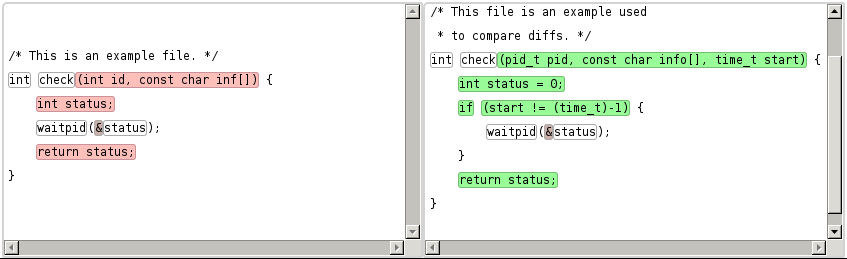 /* This is an example file. */
int check(int id, const char inf[]) {
int status;
waitpid(&status);
return status;
}
/* This file is an example used
* to compare diffs. */
int check(pid_t pid, const char info[], time_t start) {
int status = 0;
if (start != (time_t)-1) {
waitpid(&status);
}
return status;
}